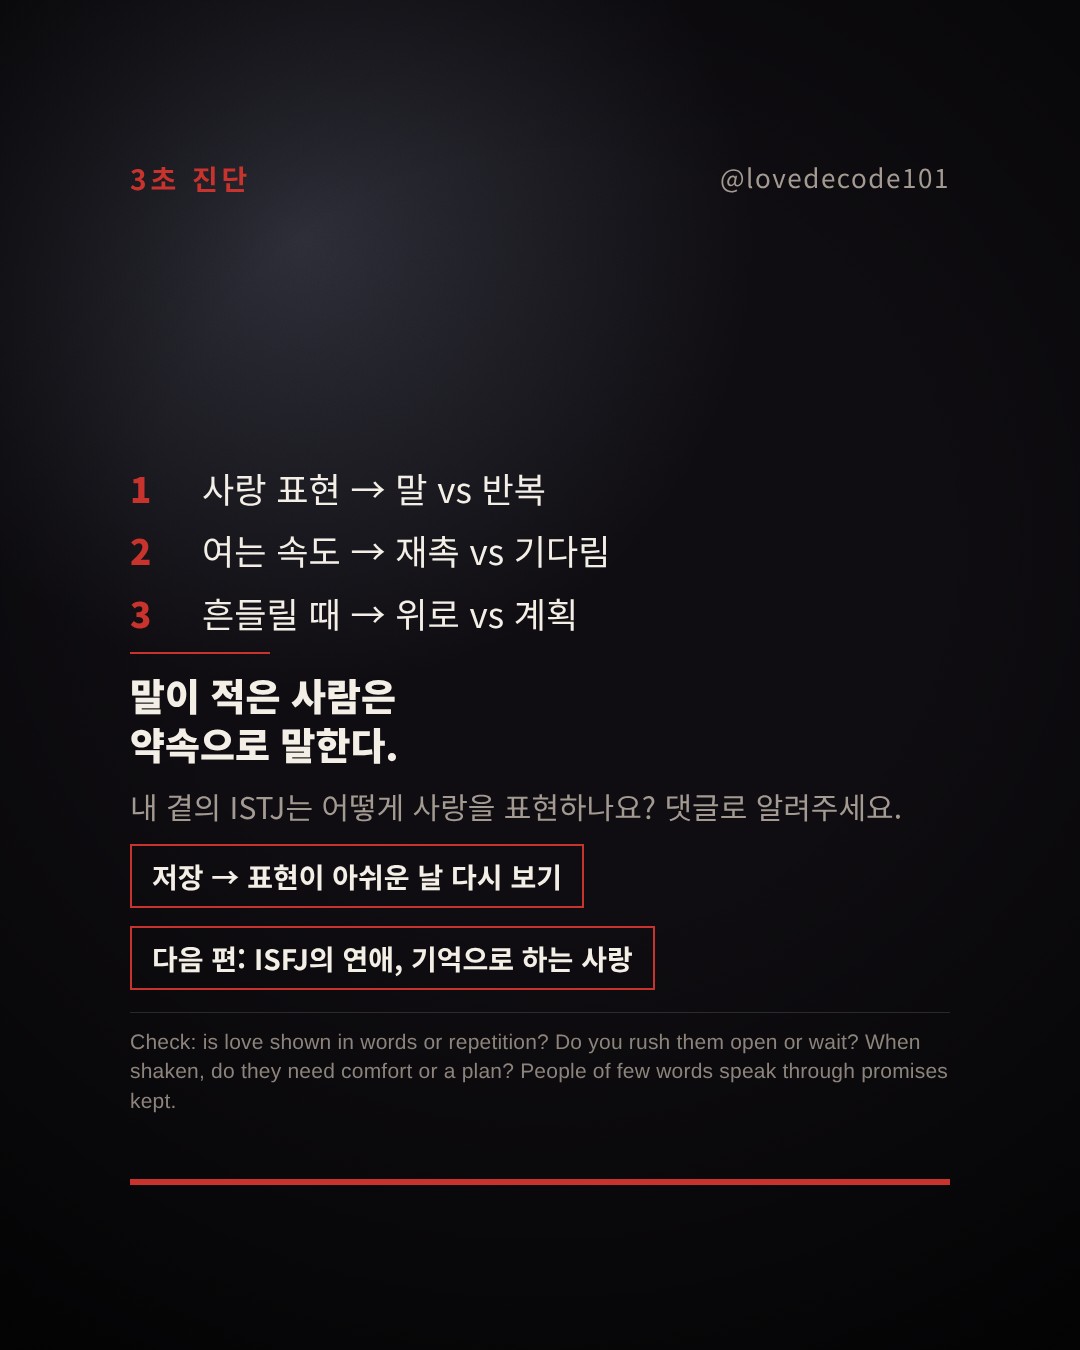 3초 진단
@lovedecode101
1 사랑 표현 → 말 vs 반복
2 여는 속도 → 재촉 vs 기다림
3 흔들릴 때 → 위로 vs 계획
말이 적은 사람은
약속으로 말한다.
내 곁의 ISTJ는 어떻게 사랑을 표현하나요? 댓글로 알려주세요.
저장 → 표현이 아쉬운 날 다시 보기
다음 편: ISFJ의 연애, 기억으로 하는 사랑
Check: is love shown in words or repetition? Do you rush them open or wait? When
shaken, do they need comfort or a plan? People of few words speak through promises
kept.